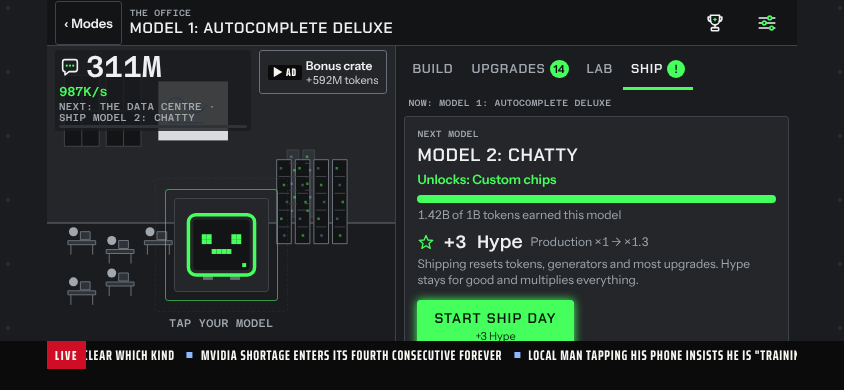 ‹ Modes
THE OFFICE
MODEL 1: AUTOCOMPLETE DELUXE
311M
987K/s
NEXT: THE DATA CENTRE ·
SHIP MODEL 2: CHATTY
AD
Bonus crate
+592M tokens
TAP YOUR MODEL
BUILD UPGRADES 14 LAB SHIP !
NOW: MODEL 1: AUTOCOMPLETE DELUXE
NEXT MODEL
MODEL 2: CHATTY
Unlocks: Custom chips
1.42B of 1B tokens earned this model
+3 Hype Production ×1 → ×1.3
Shipping resets tokens, generators and most upgrades. Hype
stays for good and multiplies everything.
START SHIP DAY
+3 Hype
LIVE CLEAR WHICH KIND ■ MVIDIA SHORTAGE ENTERS ITS FOURTH CONSECUTIVE FOREVER ■ LOCAL MAN TAPPING HIS PHONE INSISTS HE IS "TRAININ